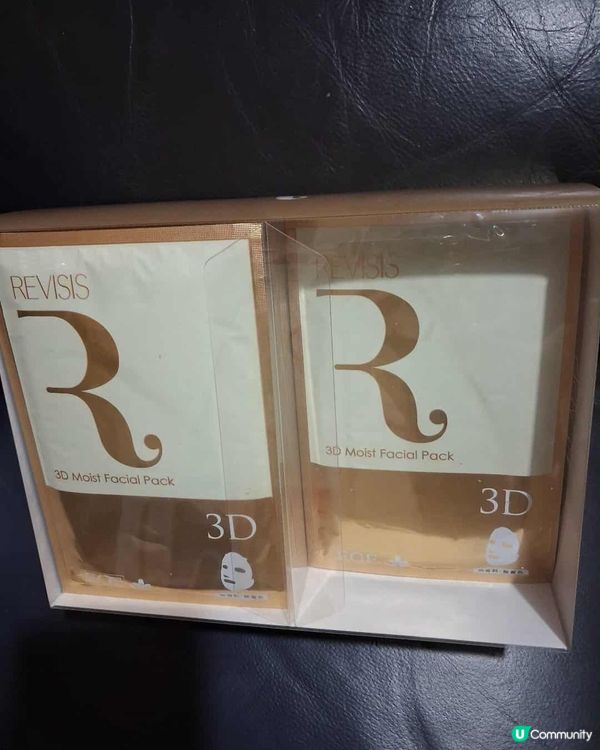 REVISIS
R
3D Moist Facial Pack
3D
REVISIS
R
3D Moist Facial Pack
3D
U Community